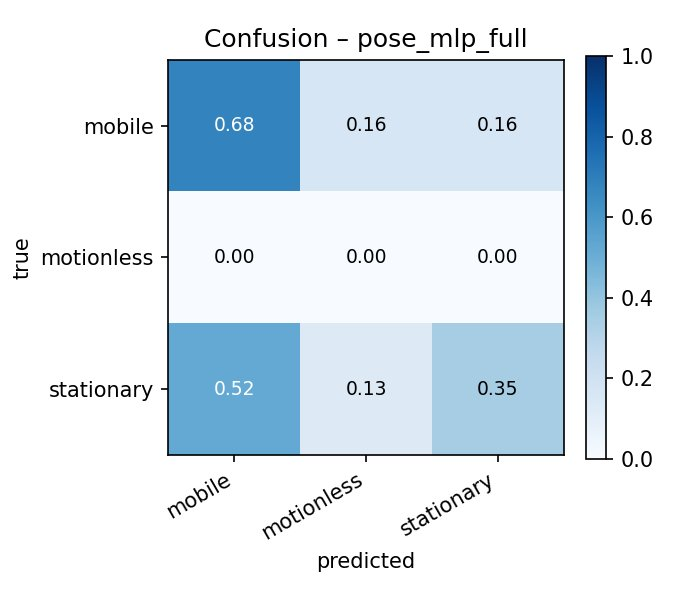 Confusion – pose_mlp_full
1.0
0.8
0.6
0.4
0.2
0.0
true
mobile
0.68 0.16 0.16
motionless
0.00 0.00 0.00
stationary
0.52 0.13 0.35
mobile motionless stationary
predicted